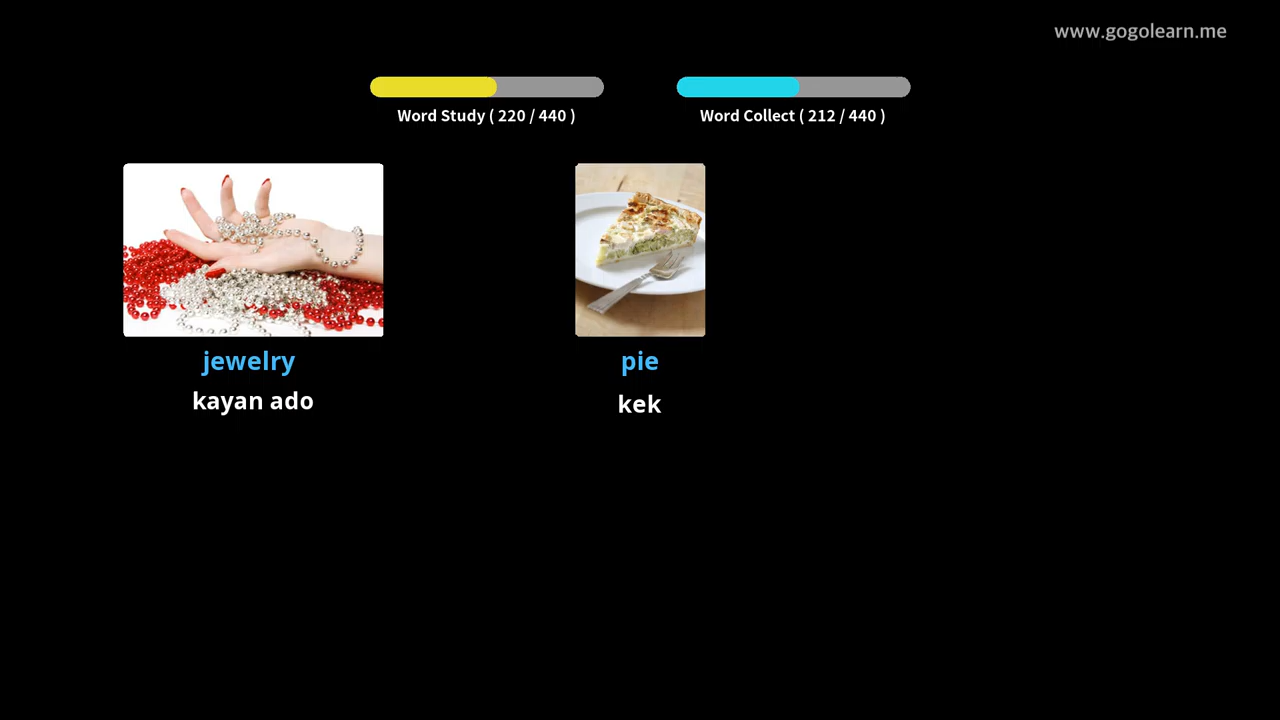 www.gogolearn.me
Word Study ( 220 / 440 )
Word Collect ( 212 / 440 )
jewelry
kayan ado
pie
kek